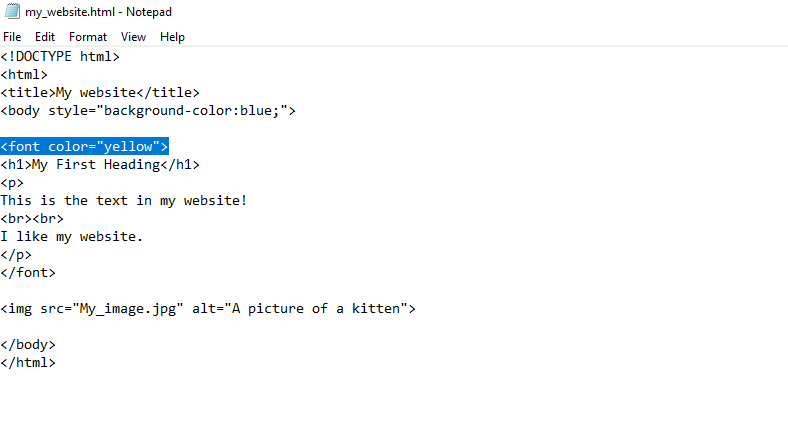 my_website.html - Notepad
File Edit Format View Help
<!DOCTYPE html>
<html>
<title>My website</title>
<body style="background-color:blue;">
<font color="yellow">
<h1>My First Heading</h1>
<p>
This is the text in my website!
<br><br>
I like my website.
</p>
</font>
<img src="My_image.jpg" alt="A picture of a kitten">
</body>
</html>